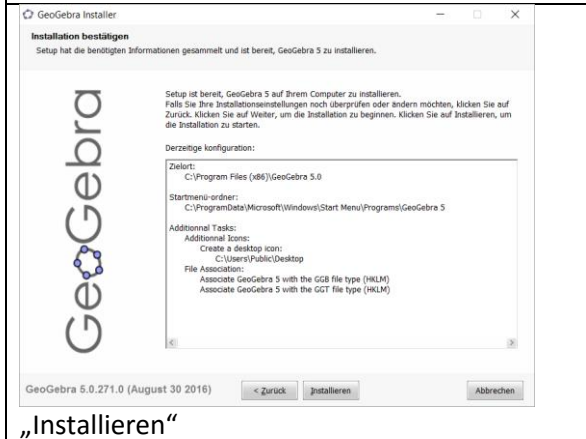 GeoGebra Installer
Installation bestätigen
Setup hat die benötigten Informationen gesammelt und ist bereit, GeoGebra 5 zu installieren.
GeoGebra
Setup ist bereit, GeoGebra 5 auf Ihrem Computer zu installieren.
Falls Sie Ihre Installationseinstellungen noch überprüfen oder ändern möchten, klicken Sie auf
Zurück. Klicken Sie auf Weiter, um die Installation zu beginnen. Klicken Sie auf Installieren, um
die Installation zu starten.
Derzeitige konfiguration:
Zielort:
C:\Program Files (x86)\GeoGebra 5.0
Startmenü-ordner:
C:\ProgramData\Microsoft\Windows\Start Menu\Programs\GeoGebra 5
Additionnal Tasks:
Additionnal Icons:
Create a desktop icon:
C:\Users\Public\Desktop
File Association:
Associate GeoGebra 5 with the GGB file type (HKLM)
Associate GeoGebra 5 with the GGT file type (HKLM)
GeoGebra 5.0.271.0 (August 30 2016)
< Zurück
Installieren
Abbrechen
„Installieren“